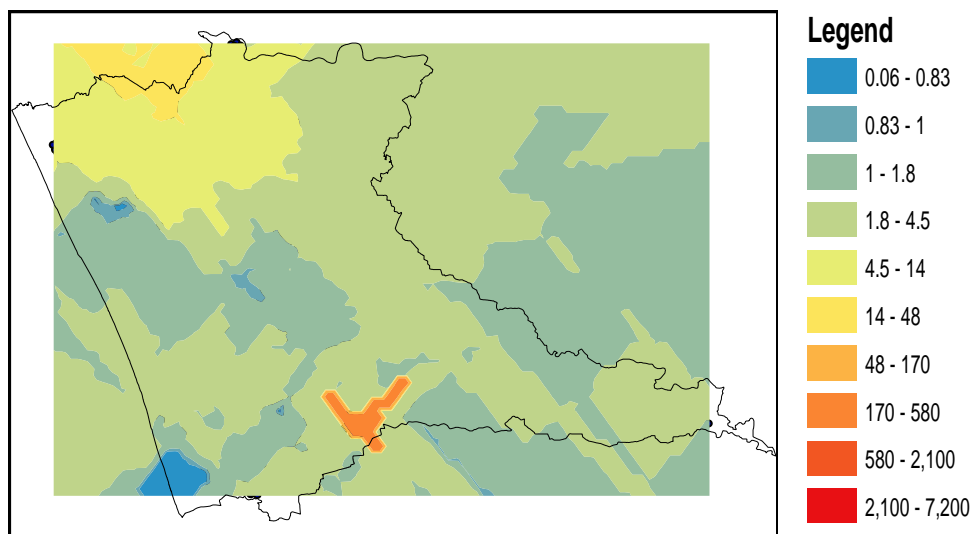 Legend
0.06 - 0.83
0.83 - 1
1 - 1.8
1.8 - 4.5
4.5 - 14
14 - 48
48 - 170
170 - 580
580 - 2,100
2,100 - 7,200